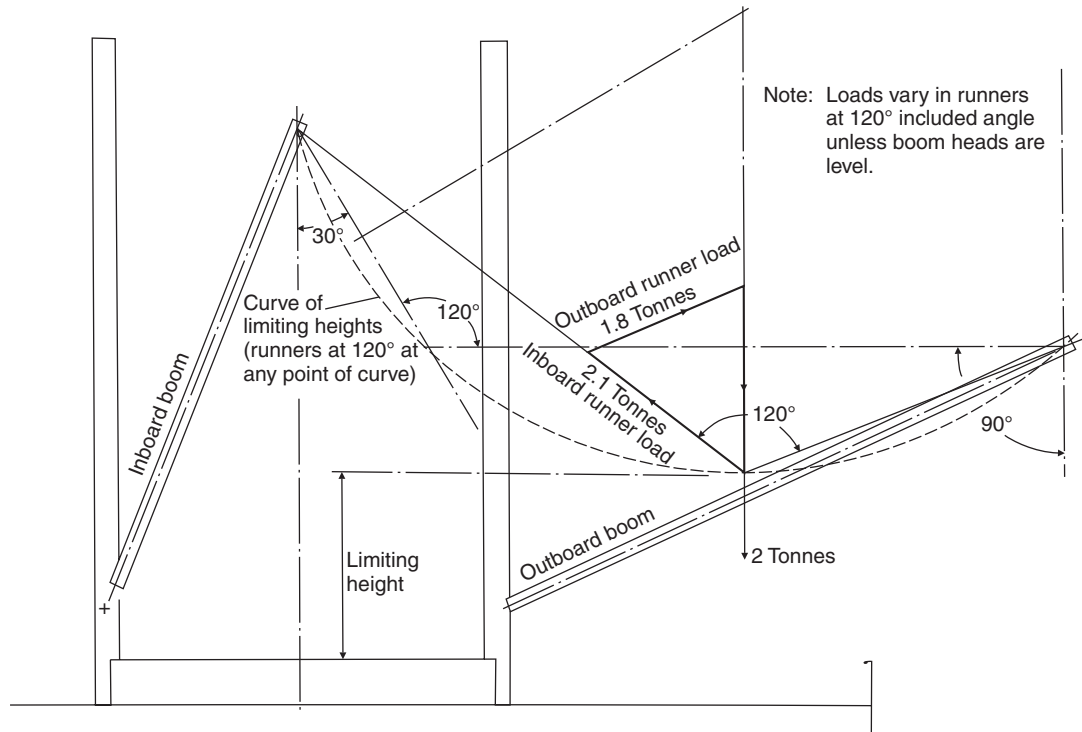 Note: Loads vary in runners
at 120° included angle
unless boom heads are
level.
30°
Curve of
limiting heights
(runners at 120° at
any point of curve)
120°
Outboard runner load
1.8 Tonnes
2.1 Tonnes
Inboard runner load
120°
90°
Inboard boom
Outboard boom
Limiting
height
2 Tonnes
+